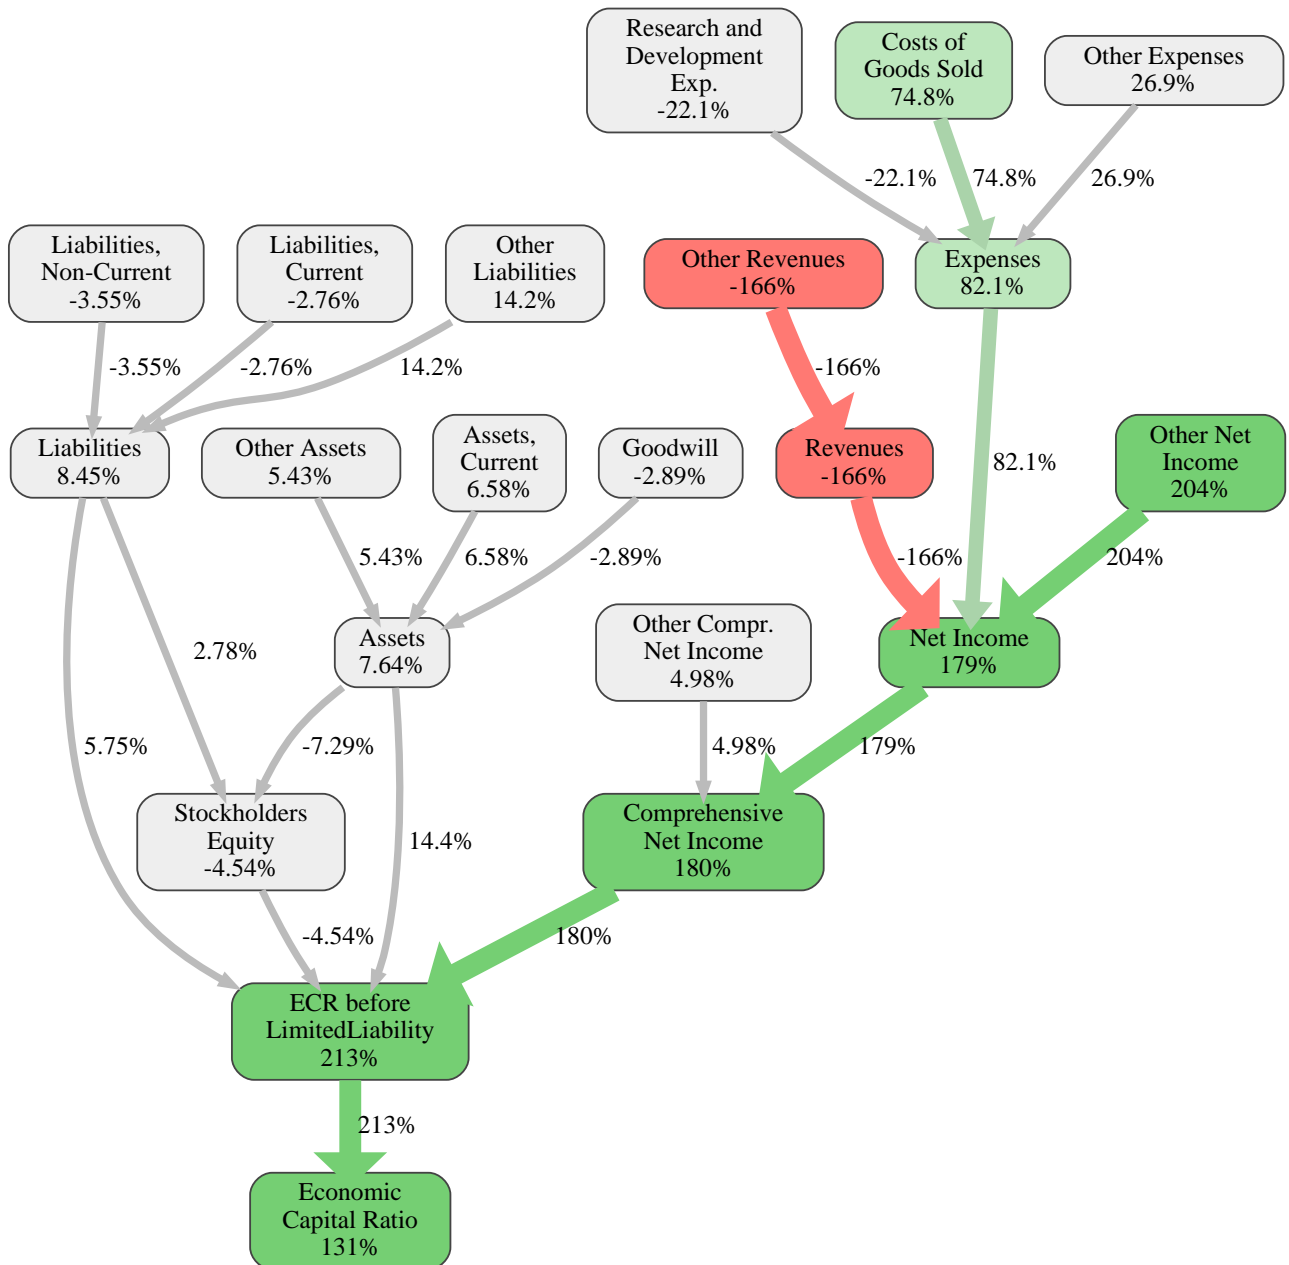 Research and
Development
Exp.
-22.1%
Costs of
Goods Sold
74.8%
Other Expenses
26.9%
-22.1%
74.8%
26.9%
Liabilities,
Non-Current
-3.55%
Liabilities,
Current
-2.76%
Other
Liabilities
14.2%
Other Revenues
-166%
Expenses
82.1%
-3.55%
-2.76%
14.2%
-166%
Liabilities
8.45%
Other Assets
5.43%
Assets,
Current
6.58%
Goodwill
-2.89%
Revenues
-166%
82.1%
Other Net
Income
204%
5.43%
6.58%
-2.89%
-166%
204%
2.78%
Assets
7.64%
Other Compr.
Net Income
4.98%
Net Income
179%
5.75%
-7.29%
4.98%
179%
Stockholders
Equity
-4.54%
14.4%
Comprehensive
Net Income
180%
-4.54%
180%
ECR before
LimitedLiability
213%
213%
Economic
Capital Ratio
131%